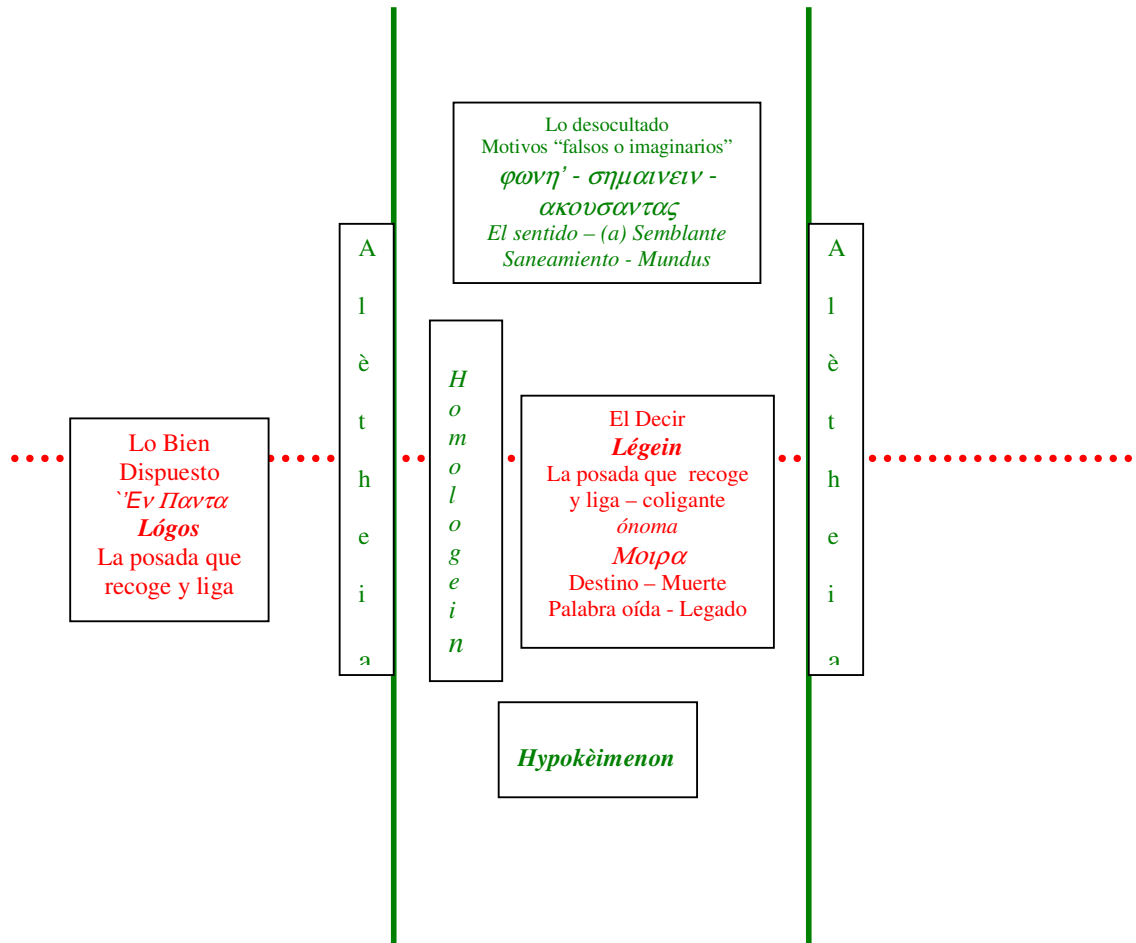 Lo desocultado
Motivos “falsos o imaginarios”
φωνη’ - σημαινειν -
ακουσαντας
El sentido – (a) Semblante
Saneamiento - Mundus
A
l
è
t
h
e
i
a
H
o
m
o
l
o
g
e
i
n
Lo Bien
Dispuesto
`’Εν Παντα
Lógos
La posada que
recoge y liga
El Decir
Légein
La posada que recoge
y liga – coligante
ónoma
Μοιρα
Destino – Muerte
Palabra oída - Legado
A
l
è
t
h
e
i
a
Hypokèimenon